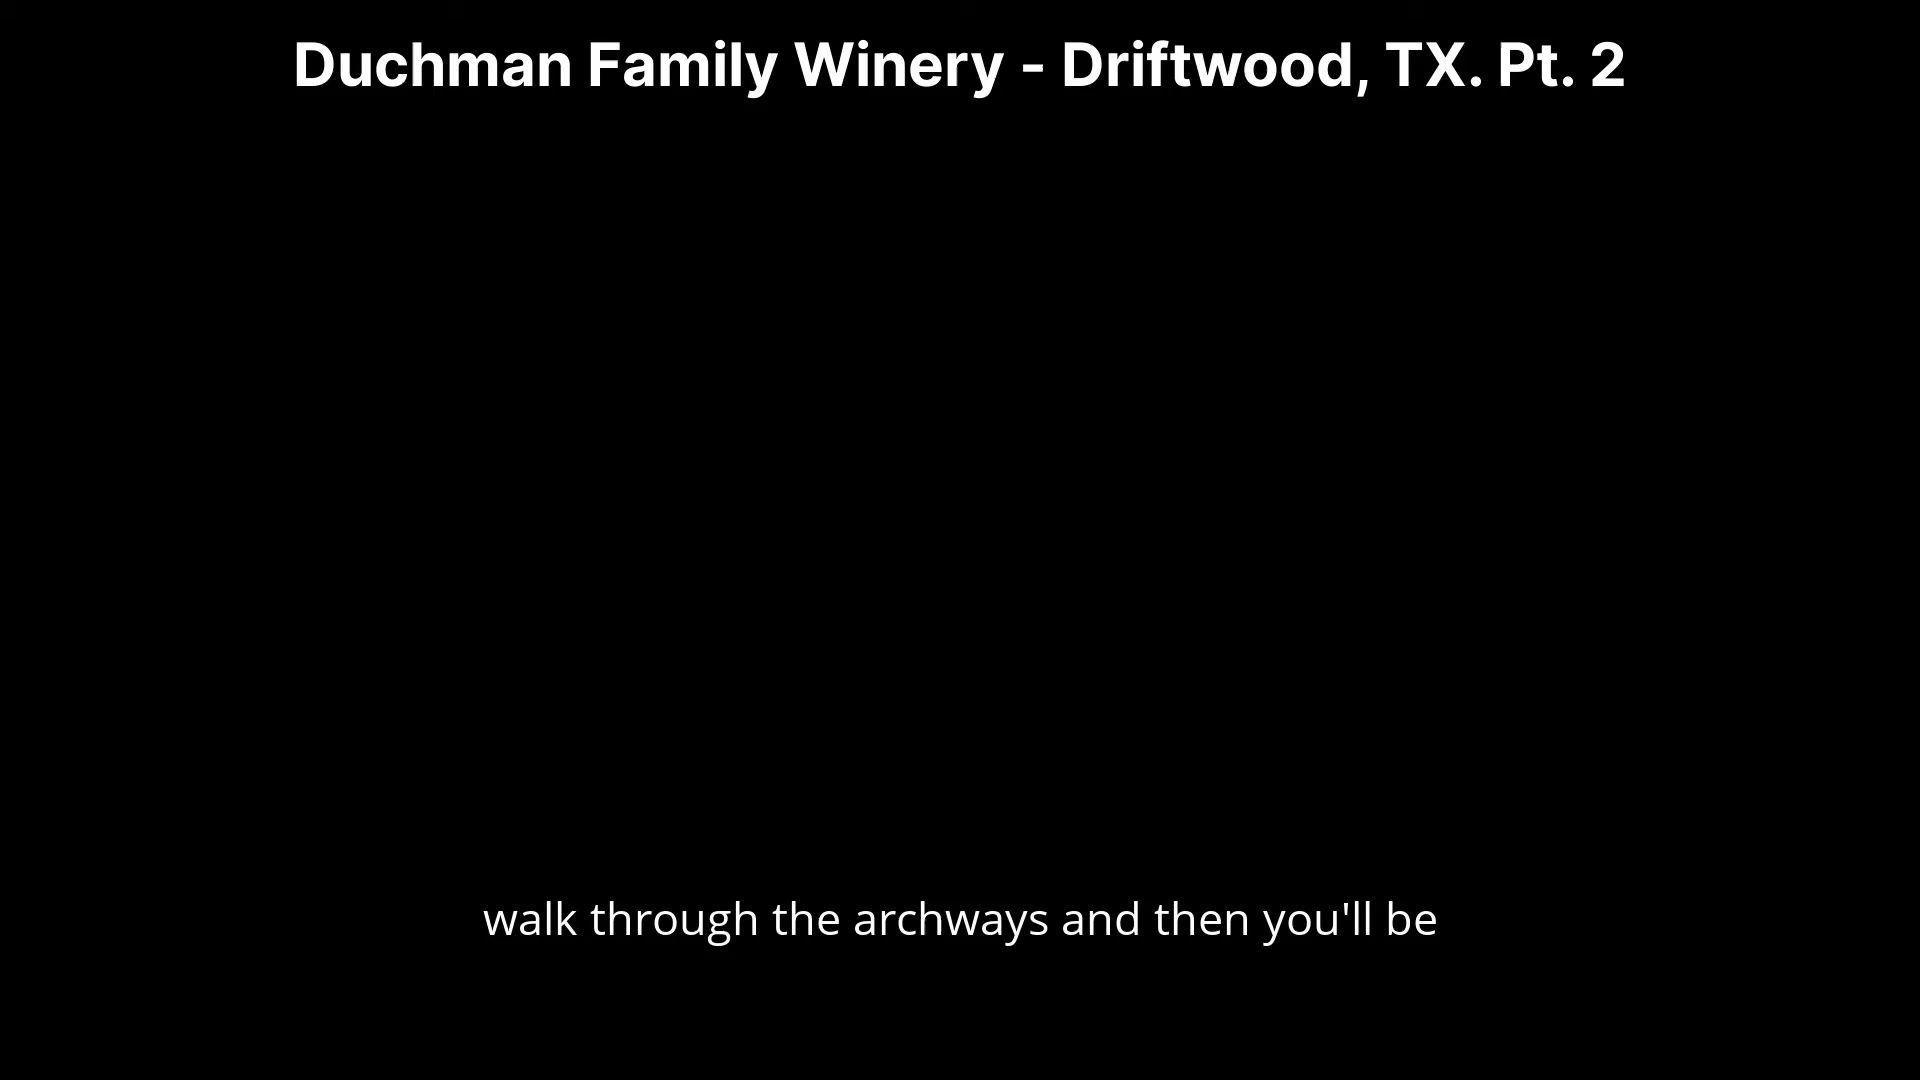 Duchman Family Winery - Driftwood, TX. Pt. 2
walk through the archways and then you'll be